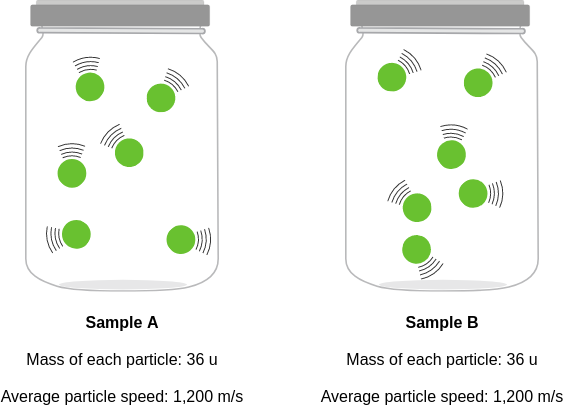 Sample A
Mass of each particle: 36 u
Average particle speed: 1,200 m/s
Sample B
Mass of each particle: 36 u
Average particle speed: 1,200 m/s